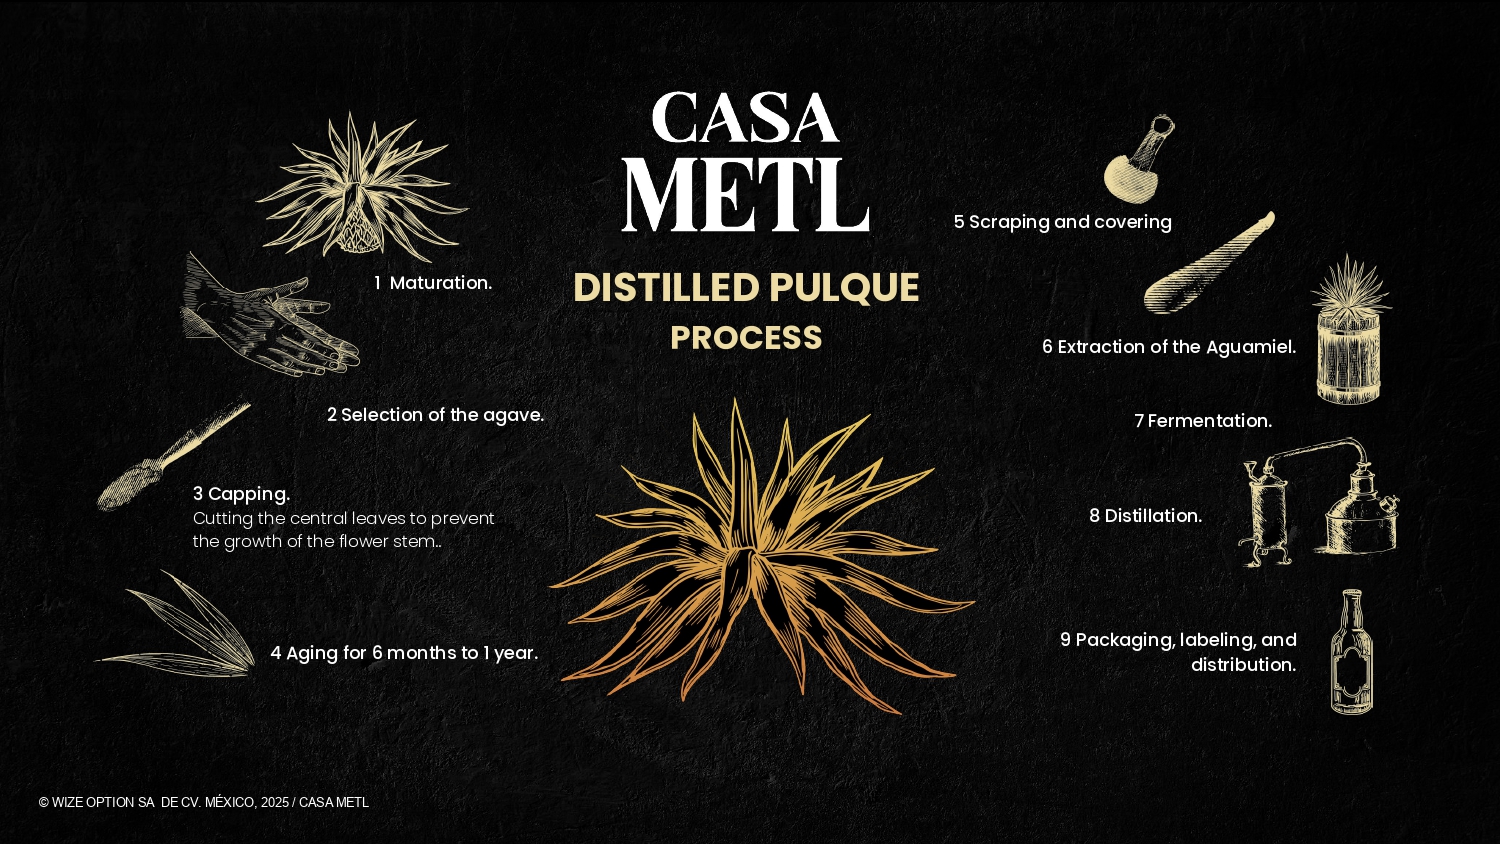 CASA
METL
DISTILLED PULQUE
PROCESS
1 Maturation.
2 Selection of the agave.
3 Capping.
Cutting the central leaves to prevent
the growth of the flower stem..
4 Aging for 6 months to 1 year.
5 Scraping and covering
6 Extraction of the Aguamiel.
7 Fermentation.
8 Distillation.
9 Packaging, labeling, and
distribution.
© WIZE OPTION SA DE CV. MÉXICO, 2025 / CASA METL